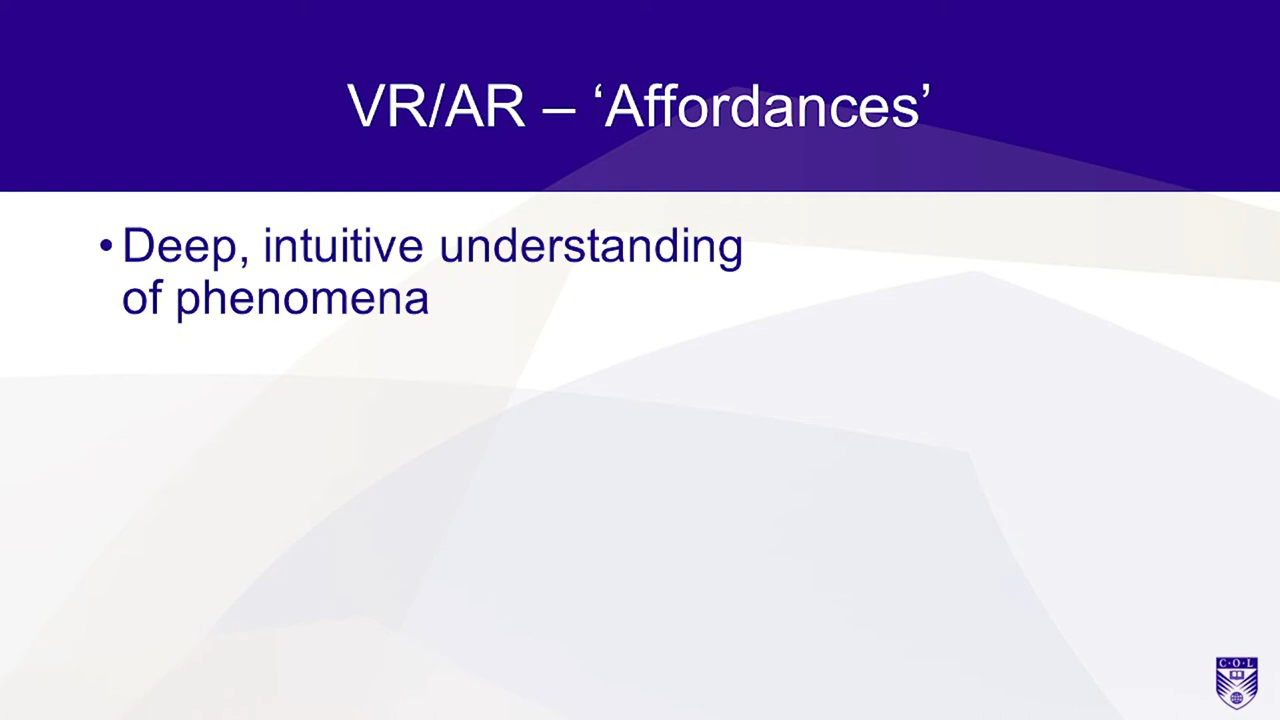 VR/AR – ‘Affordances’
• Deep, intuitive understanding
of phenomena
C·O·L